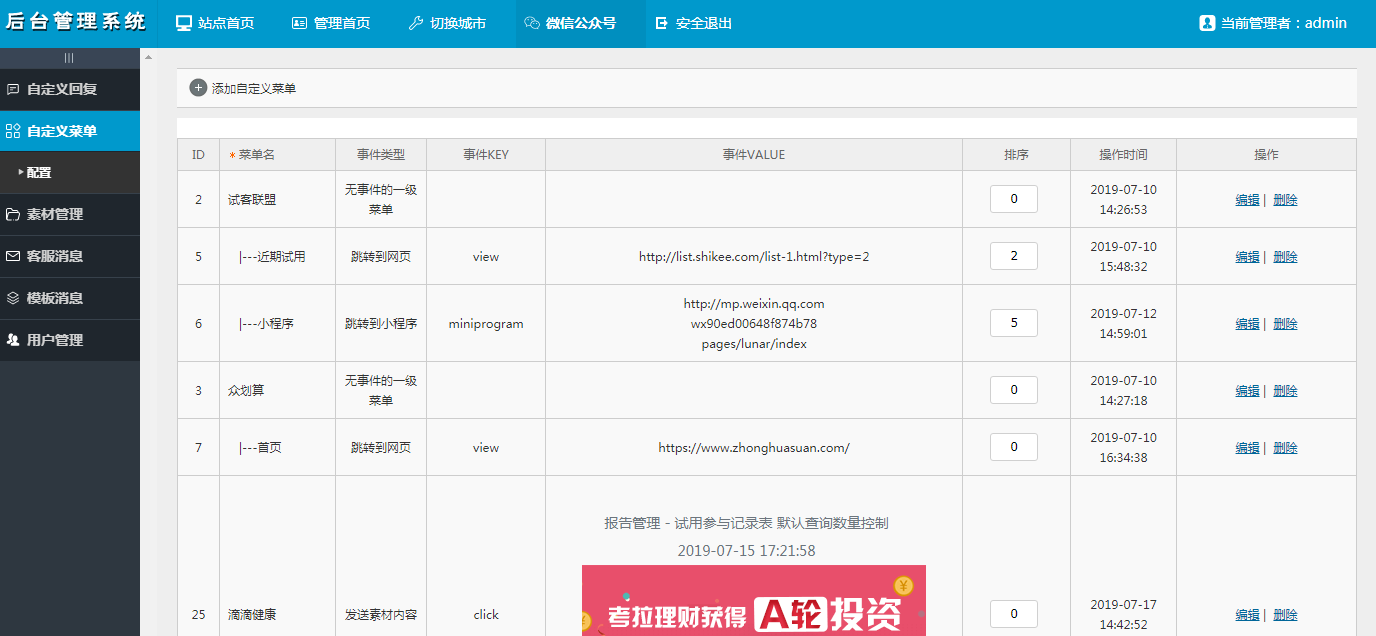 后台管理系统
站点首页 管理首页 切换城市 微信公众号 安全退出 当前管理者：admin
自定义回复
自定义菜单
配置
素材管理
客服消息
模板消息
用户管理
添加自定义菜单
ID * 菜单名 事件类型 事件KEY 事件VALUE 排序 操作时间 操作
2 试客联盟 无事件的一级菜单 0 2019-07-10 14:26:53 编辑 | 删除
5 |---近期试用 跳转到网页 view http://list.shikee.com/list-1.html?type=2 2 2019-07-10 15:48:32 编辑 | 删除
6 |---小程序 跳转到小程序 miniprogram http://mp.weixin.qq.com wx90ed00648f874b78 pages/lunar/index 5 2019-07-12 14:59:01 编辑 | 删除
3 众划算 无事件的一级菜单 0 2019-07-10 14:27:18 编辑 | 删除
7 |---首页 跳转到网页 view https://www.zhonghuasuan.com/ 0 2019-07-10 16:34:38 编辑 | 删除
报告管理 - 试用参与记录表 默认查询数量控制
2019-07-15 17:21:58
考拉理财获得 A轮投资
25 滴滴健康 发送素材内容 click 0 2019-07-17 14:42:52 编辑 | 删除